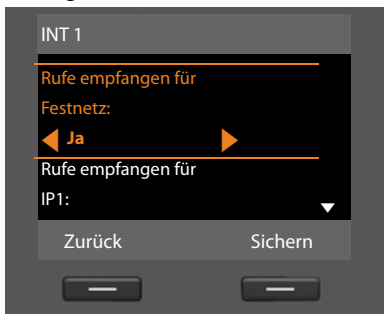 INT 1
Rufe empfangen für
Festnetz:
Ja
Rufe empfangen für
IP1:
Zurück Sichern